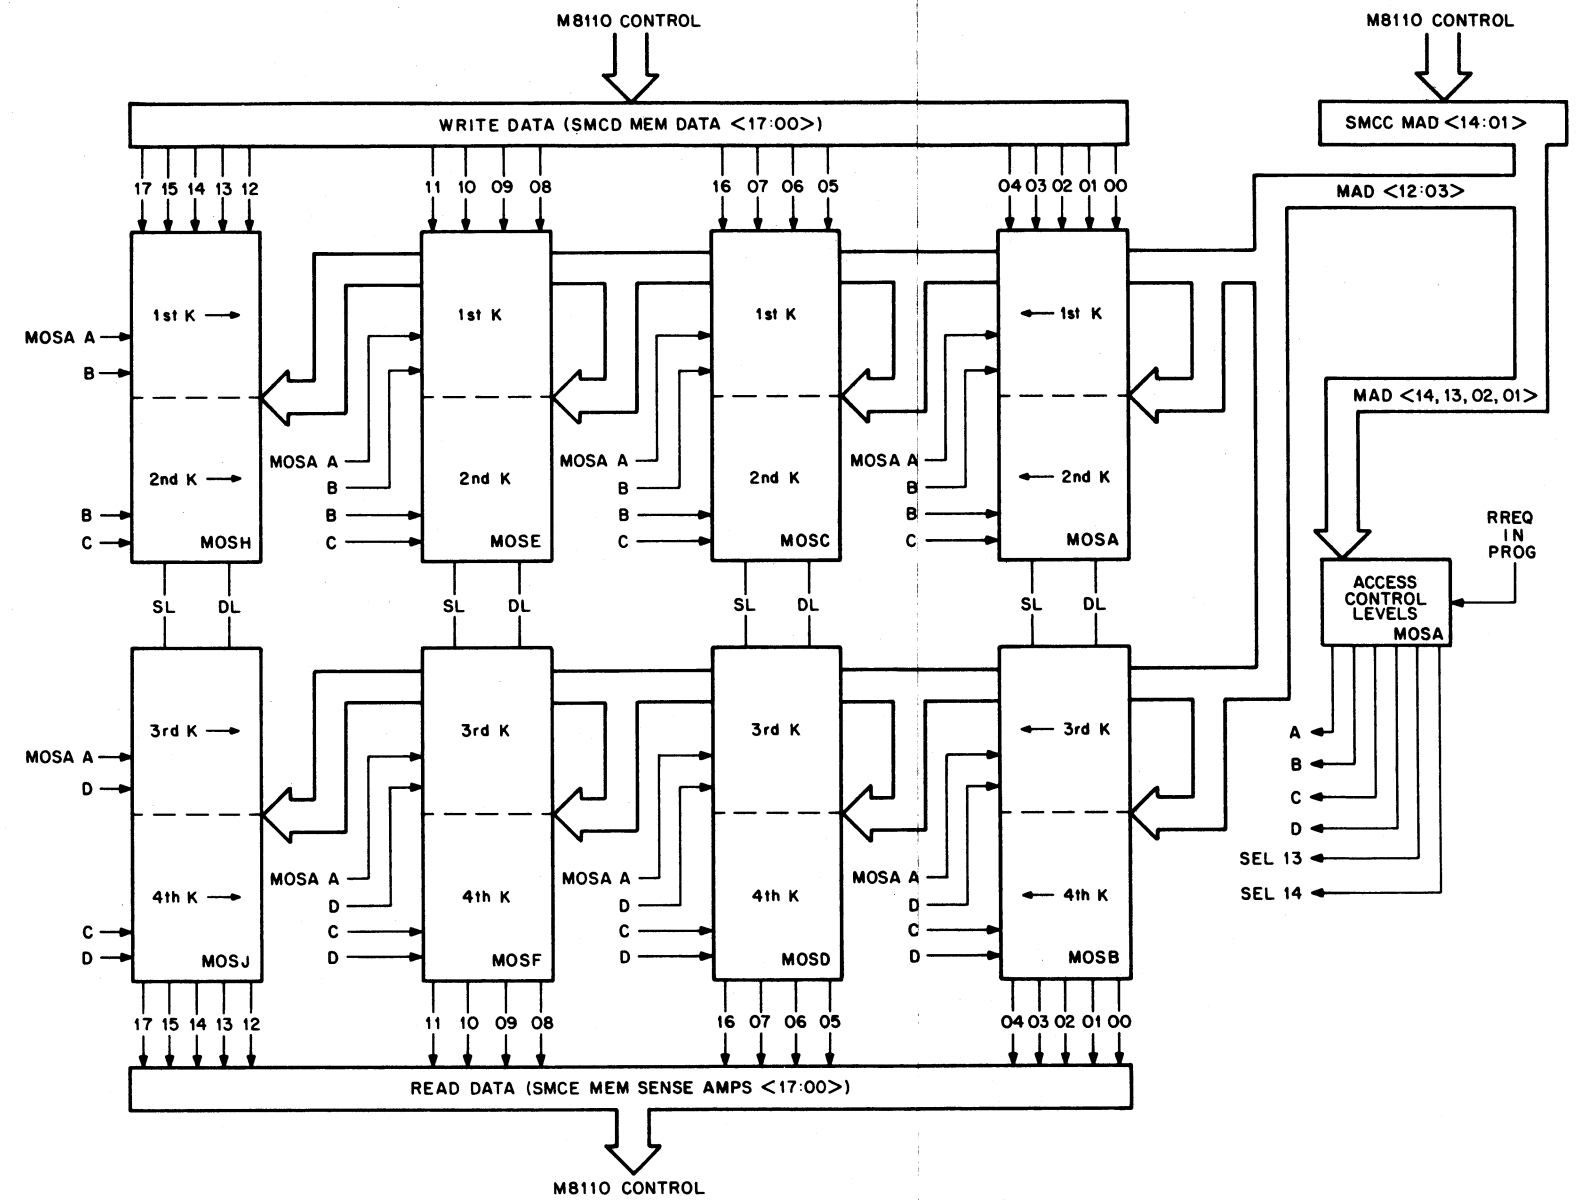 M8110 CONTROL
M8110 CONTROL
WRITE DATA (SMCD MEM DATA <17:00>)
SMCC MAD <14:01>
17 15 14 13 12
11 10 09 08
16 07 06 05
04 03 02 01 00
MAD <12:03>
1st K
1st K
1st K
1st K
MOSA A
B
MAD <14,13,02,01>
MOSA A
MOSA A
MOSA A
2nd K
2nd K
2nd K
2nd K
B
B
B
B
B
B
B
C
C
C
C
MOSH
MOSE
MOSC
MOSA
RREQ
IN
PROG
ACCESS
CONTROL
LEVELS
MOSA
SL DL
SL DL
SL DL
SL DL
3rd K
3rd K
3rd K
3rd K
MOSA A
D
A
B
C
D
SEL 13
SEL 14
MOSA A
MOSA A
MOSA A
4th K
4th K
4th K
4th K
D
D
D
C
C
C
C
D
D
D
D
MOSJ
MOSF
MOSD
MOSB
17 15 14 13 12
11 10 09 08
16 07 06 05
04 03 02 01 00
READ DATA (SMCE MEM SENSE AMPS <17:00>)
M8110 CONTROL